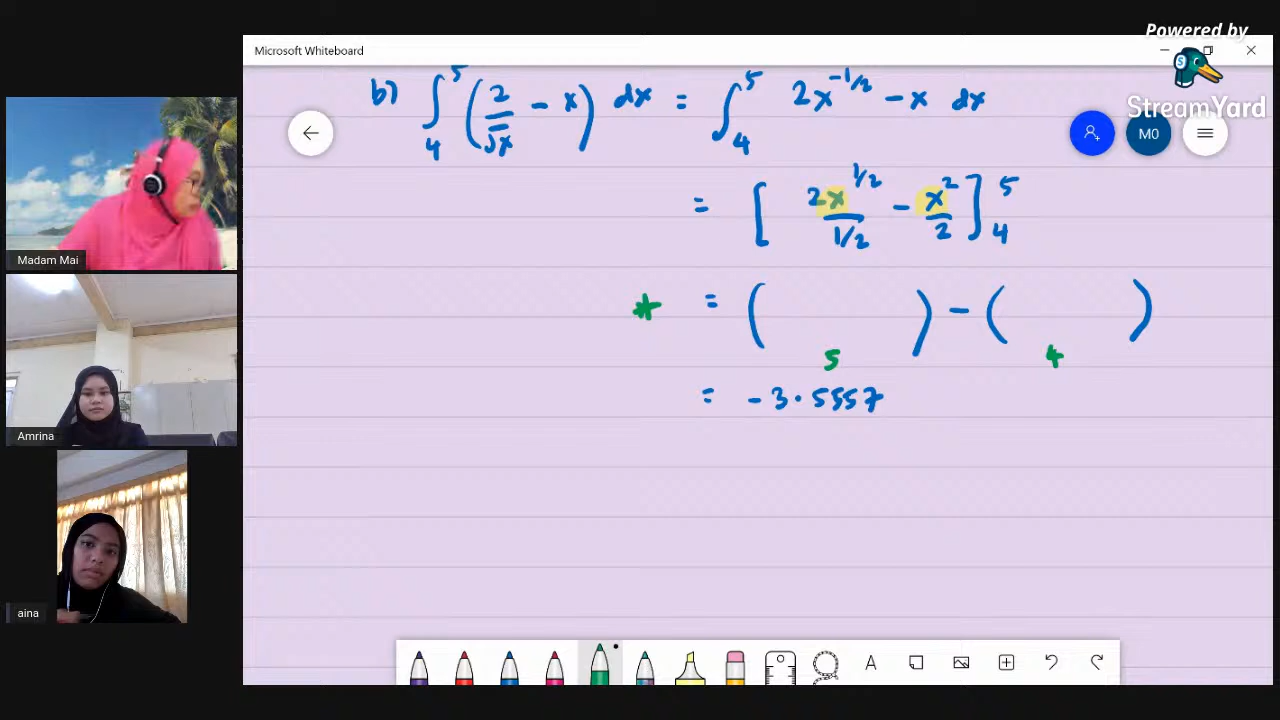 Powered by
Microsoft Whiteboard
StreamYard
b) ∫₄⁵ (2/√x - x) dx = ∫₄⁵ 2x^-1/2 - x dx
M0
= [2x^1/2 / 1/2 - x²/2]₄⁵
Madam Mai
* = ( ) - ( )
5 4
= -3.5557
Amrina
aina
A